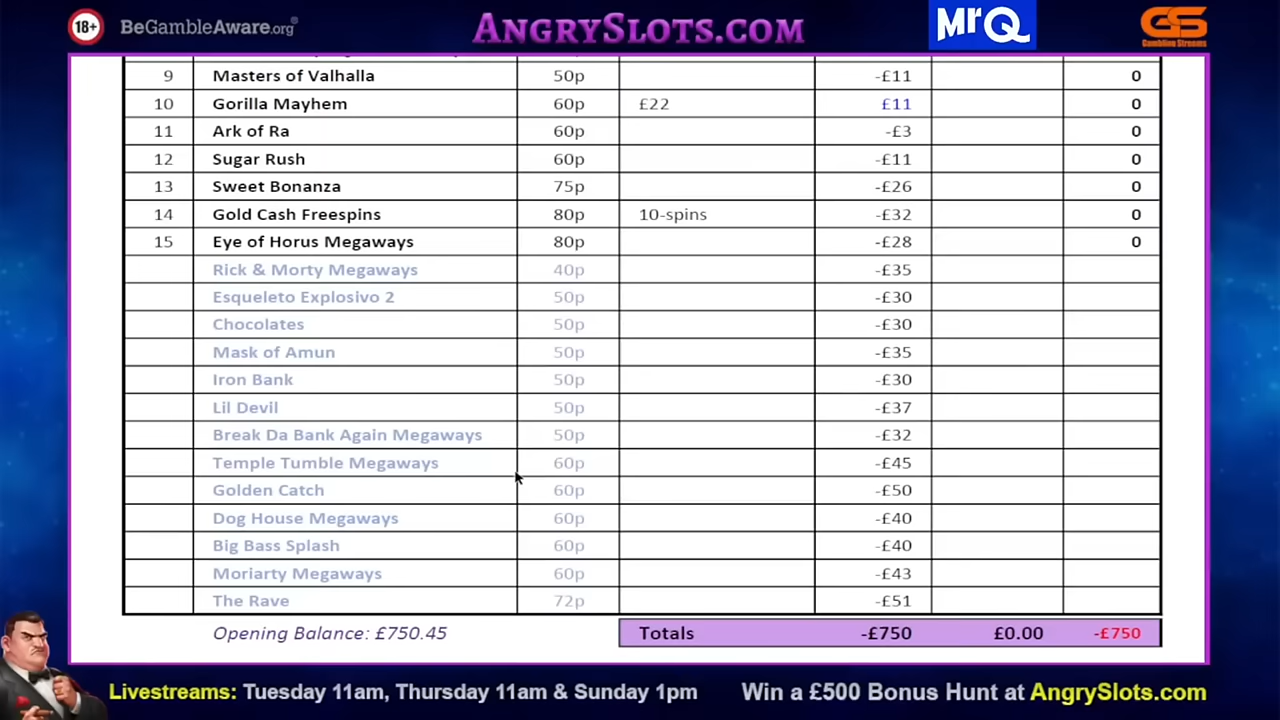 18+ BeGambleAware.org® AngrySlots.com MrQ GS
Gambling Streams
9 Masters of Valhalla 50p -£11 0
10 Gorilla Mayhem 60p £22 £11 0
11 Ark of Ra 60p -£3 0
12 Sugar Rush 60p -£11 0
13 Sweet Bonanza 75p -£26 0
14 Gold Cash Freespins 80p 10-spins -£32 0
15 Eye of Horus Megaways 80p -£28 0
Rick & Morty Megaways 40p -£35
Esqueleto Explosivo 2 50p -£30
Chocolates 50p -£30
Mask of Amun 50p -£35
Iron Bank 50p -£30
Lil Devil 50p -£37
Break Da Bank Again Megaways 50p -£32
Temple Tumble Megaways 60p -£45
Golden Catch 60p -£50
Dog House Megaways 60p -£40
Big Bass Splash 60p -£40
Moriarty Megaways 60p -£43
The Rave 72p -£51
Opening Balance: £750.45 Totals -£750 £0.00 -£750
Livestreams: Tuesday 11am, Thursday 11am & Sunday 1pm Win a £500 Bonus Hunt at AngrySlots.com